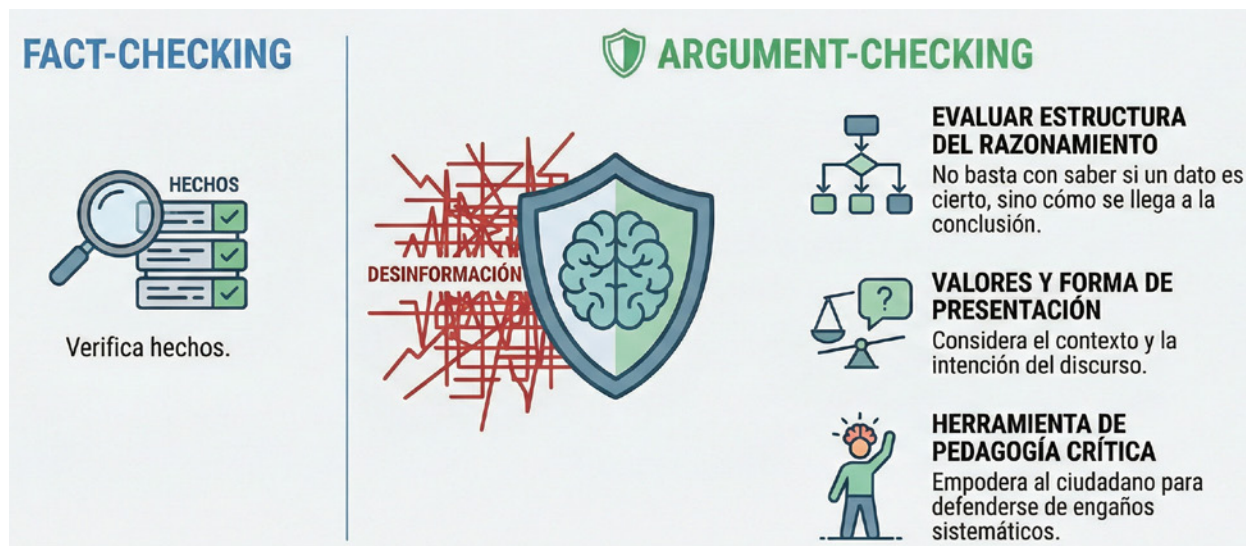 FACT-CHECKING
HECHOS
Verifica hechos.
ARGUMENT-CHECKING
DESINFORMACIÓN
EVALUAR ESTRUCTURA
DEL RAZONAMIENTO
No basta con saber si un dato es
cierto, sino cómo se llega a la
conclusión.
?
VALORES Y FORMA DE
PRESENTACIÓN
Considera el contexto y la
intención del discurso.
HERRAMIENTA DE
PEDAGOGÍA CRÍTICA
Empodera al ciudadano para
defenderse de engaños
sistemáticos.